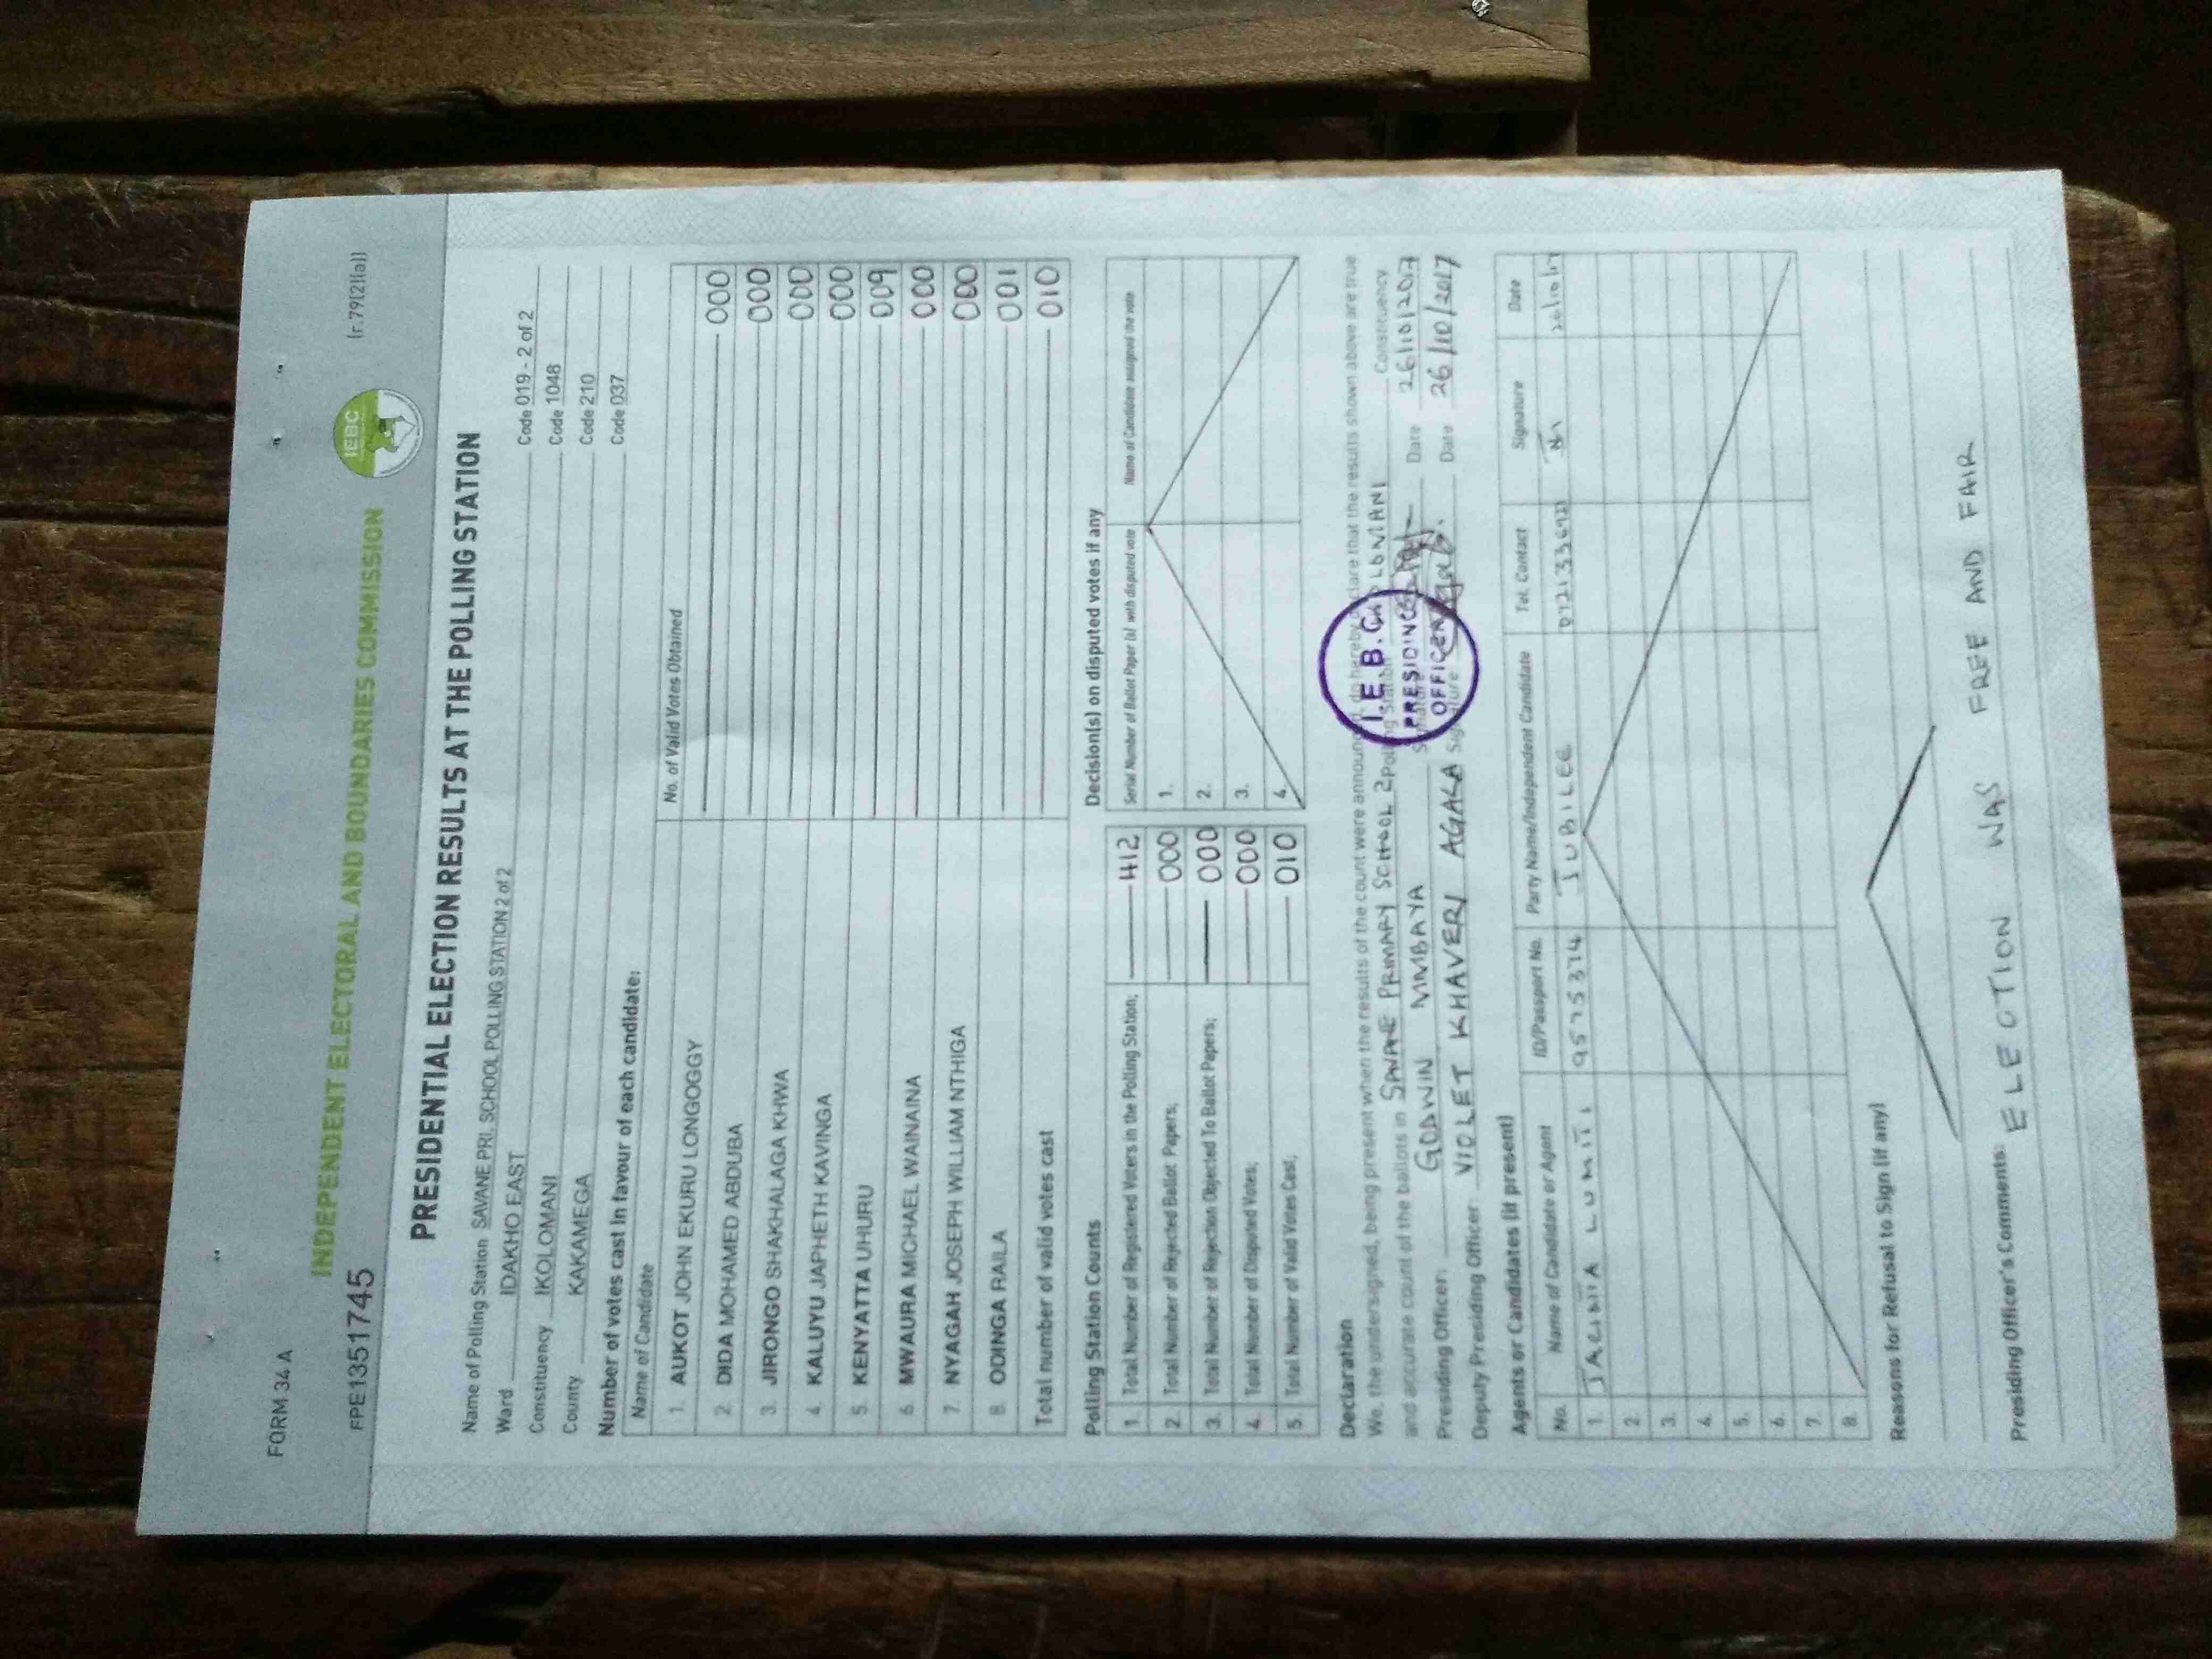 FORM 34 A
(r.79(2)(a))
INDEPENDENT ELECTORAL AND BOUNDARIES COMMISSION
IEBC
FPE1351745
PRESIDENTIAL ELECTION RESULTS AT THE POLLING STATION
Name of Polling Station SAVANE PRI. SCHOOL POLLING STATION 2 of 2 Code 019 - 2 of 2
Ward IDAKHO EAST Code 1048
Constituency IKOLOMANI Code 210
County KAKAMEGA Code 037
Number of votes cast in favour of each candidate:
Name of Candidate No. of Valid Votes Obtained
1. AUKOT JOHN EKURU LONGOGGY 000
2. DIDA MOHAMED ABDUBA 000
3. JIRONGO SHAKHALAGA KHWA 000
4. KALUYU JAPHETH KAVINGA 000
5. KENYATTA UHURU 009
6. MWAURA MICHAEL WAINAINA 000
7. NYAGAH JOSEPH WILLIAM NTHIGA 000
8. ODINGA RAILA 001
Total number of valid votes cast 010
Polling Station Counts
1. Total Number of Registered Voters in the Polling Station; 412
2. Total Number of Rejected Ballot Papers; 000
3. Total Number of Rejection Objected To Ballot Papers; 000
4. Total Number of Disputed Votes; 000
5. Total Number of Valid Votes Cast; 010
Decision(s) on disputed votes if any
Serial Number of Ballot Paper (s) with disputed vote Name of Candidate assigned the vote
1.
2.
3.
4.
Declaration
We, the undersigned, being present when the results of the count were announced, do hereby declare that the results shown above are true
and accurate count of the ballots in SAVANE PRIMARY SCHOOL 2 Polling Station IKOLOMANI Constituency
Presiding Officer: GODWIN MMBAYA Signature Date 26/10/2017
Deputy Presiding Officer: VIOLET KHAVERI AGALA Signature Date 26/10/2017
I.E.B.C.
PRESIDING
OFFICER
Agents or Candidates (if present)
No. Name of Candidate or Agent ID/Passport No. Party Name/Independent Candidate Tel. Contact Signature Date
1. JACINTA LUMITI 9575374 JUBILEE 26/10/17
2.
3.
4.
5.
6.
7.
8.
Reasons for Refusal to Sign (if any)
Presiding Officer's Comments: ELECTION WAS FREE AND FAIR